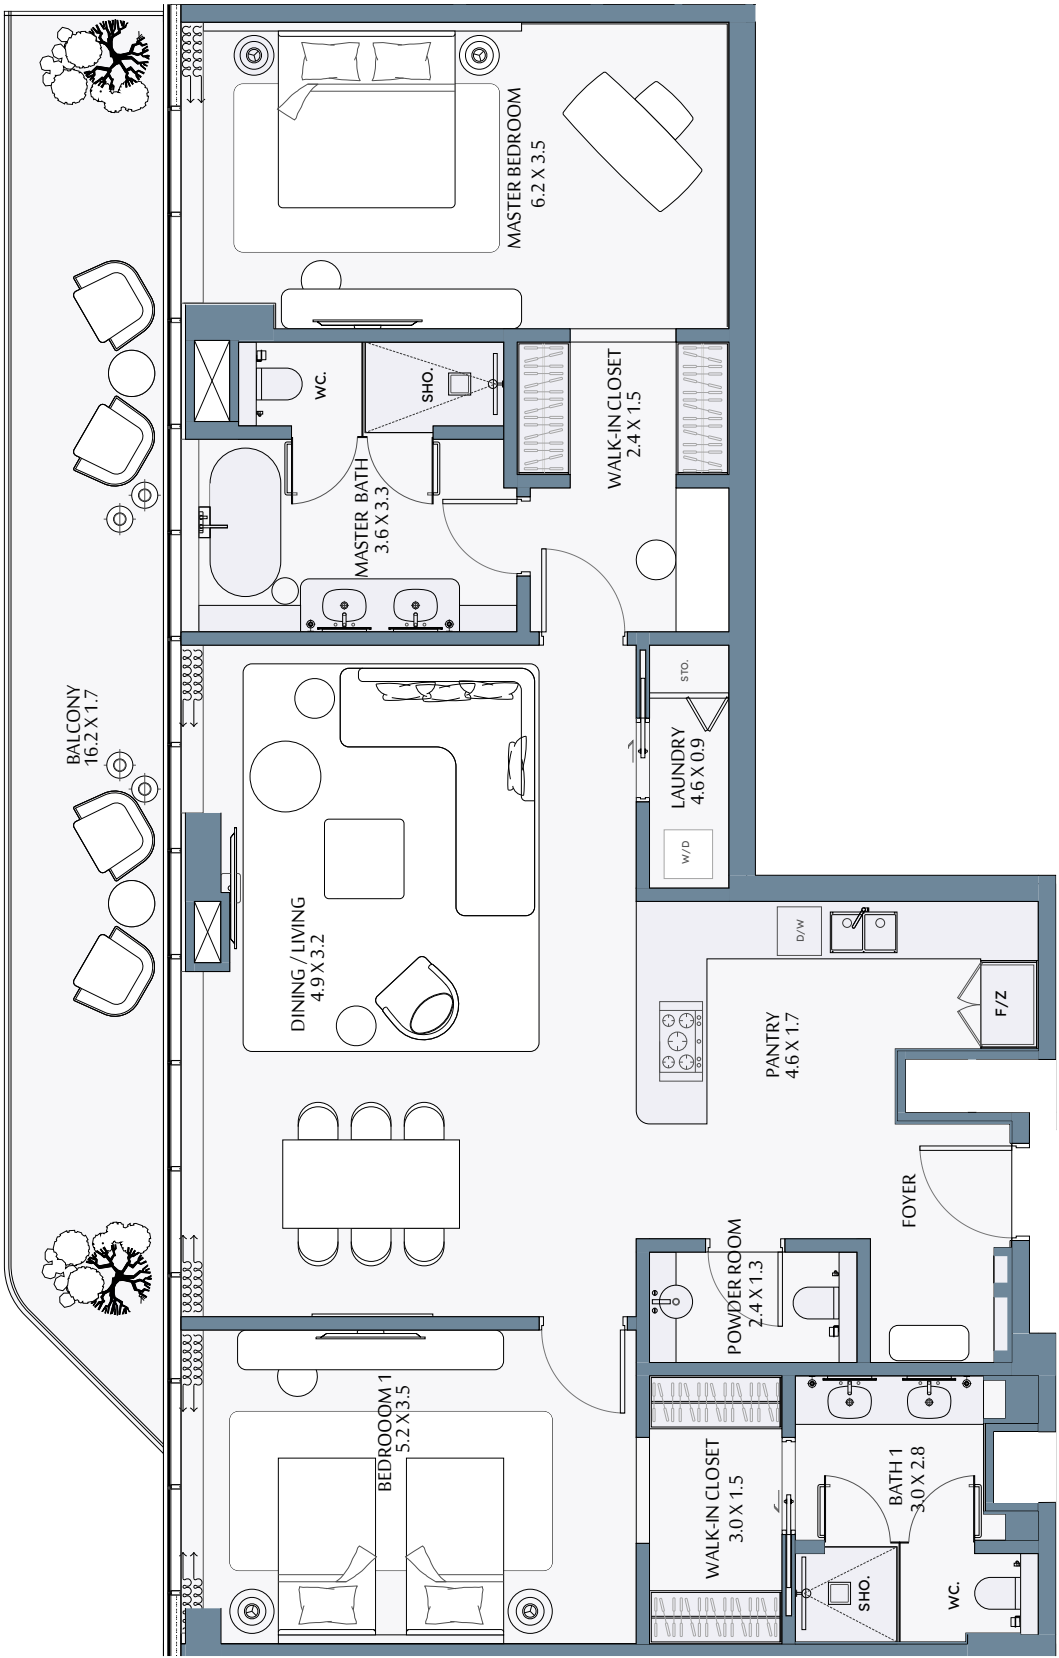 MASTER BEDROOM
6.2 X 3.5
WC.
SHO.
WALK-IN CLOSET
2.4 X 1.5
MASTER BATH
3.6 X 3.3
BALCONY
16.2 X 1.7
STO.
LAUNDRY
4.6 X 0.9
W/D
DINING / LIVING
4.9 X 3.2
D/W
F/Z
PANTRY
4.6 X 1.7
FOYER
POWDER ROOM
2.4 X 1.3
BEDROOOM 1
5.2 X 3.5
WALK-IN CLOSET
3.0 X 1.5
BATH 1
3.0 X 2.8
SHO.
WC.